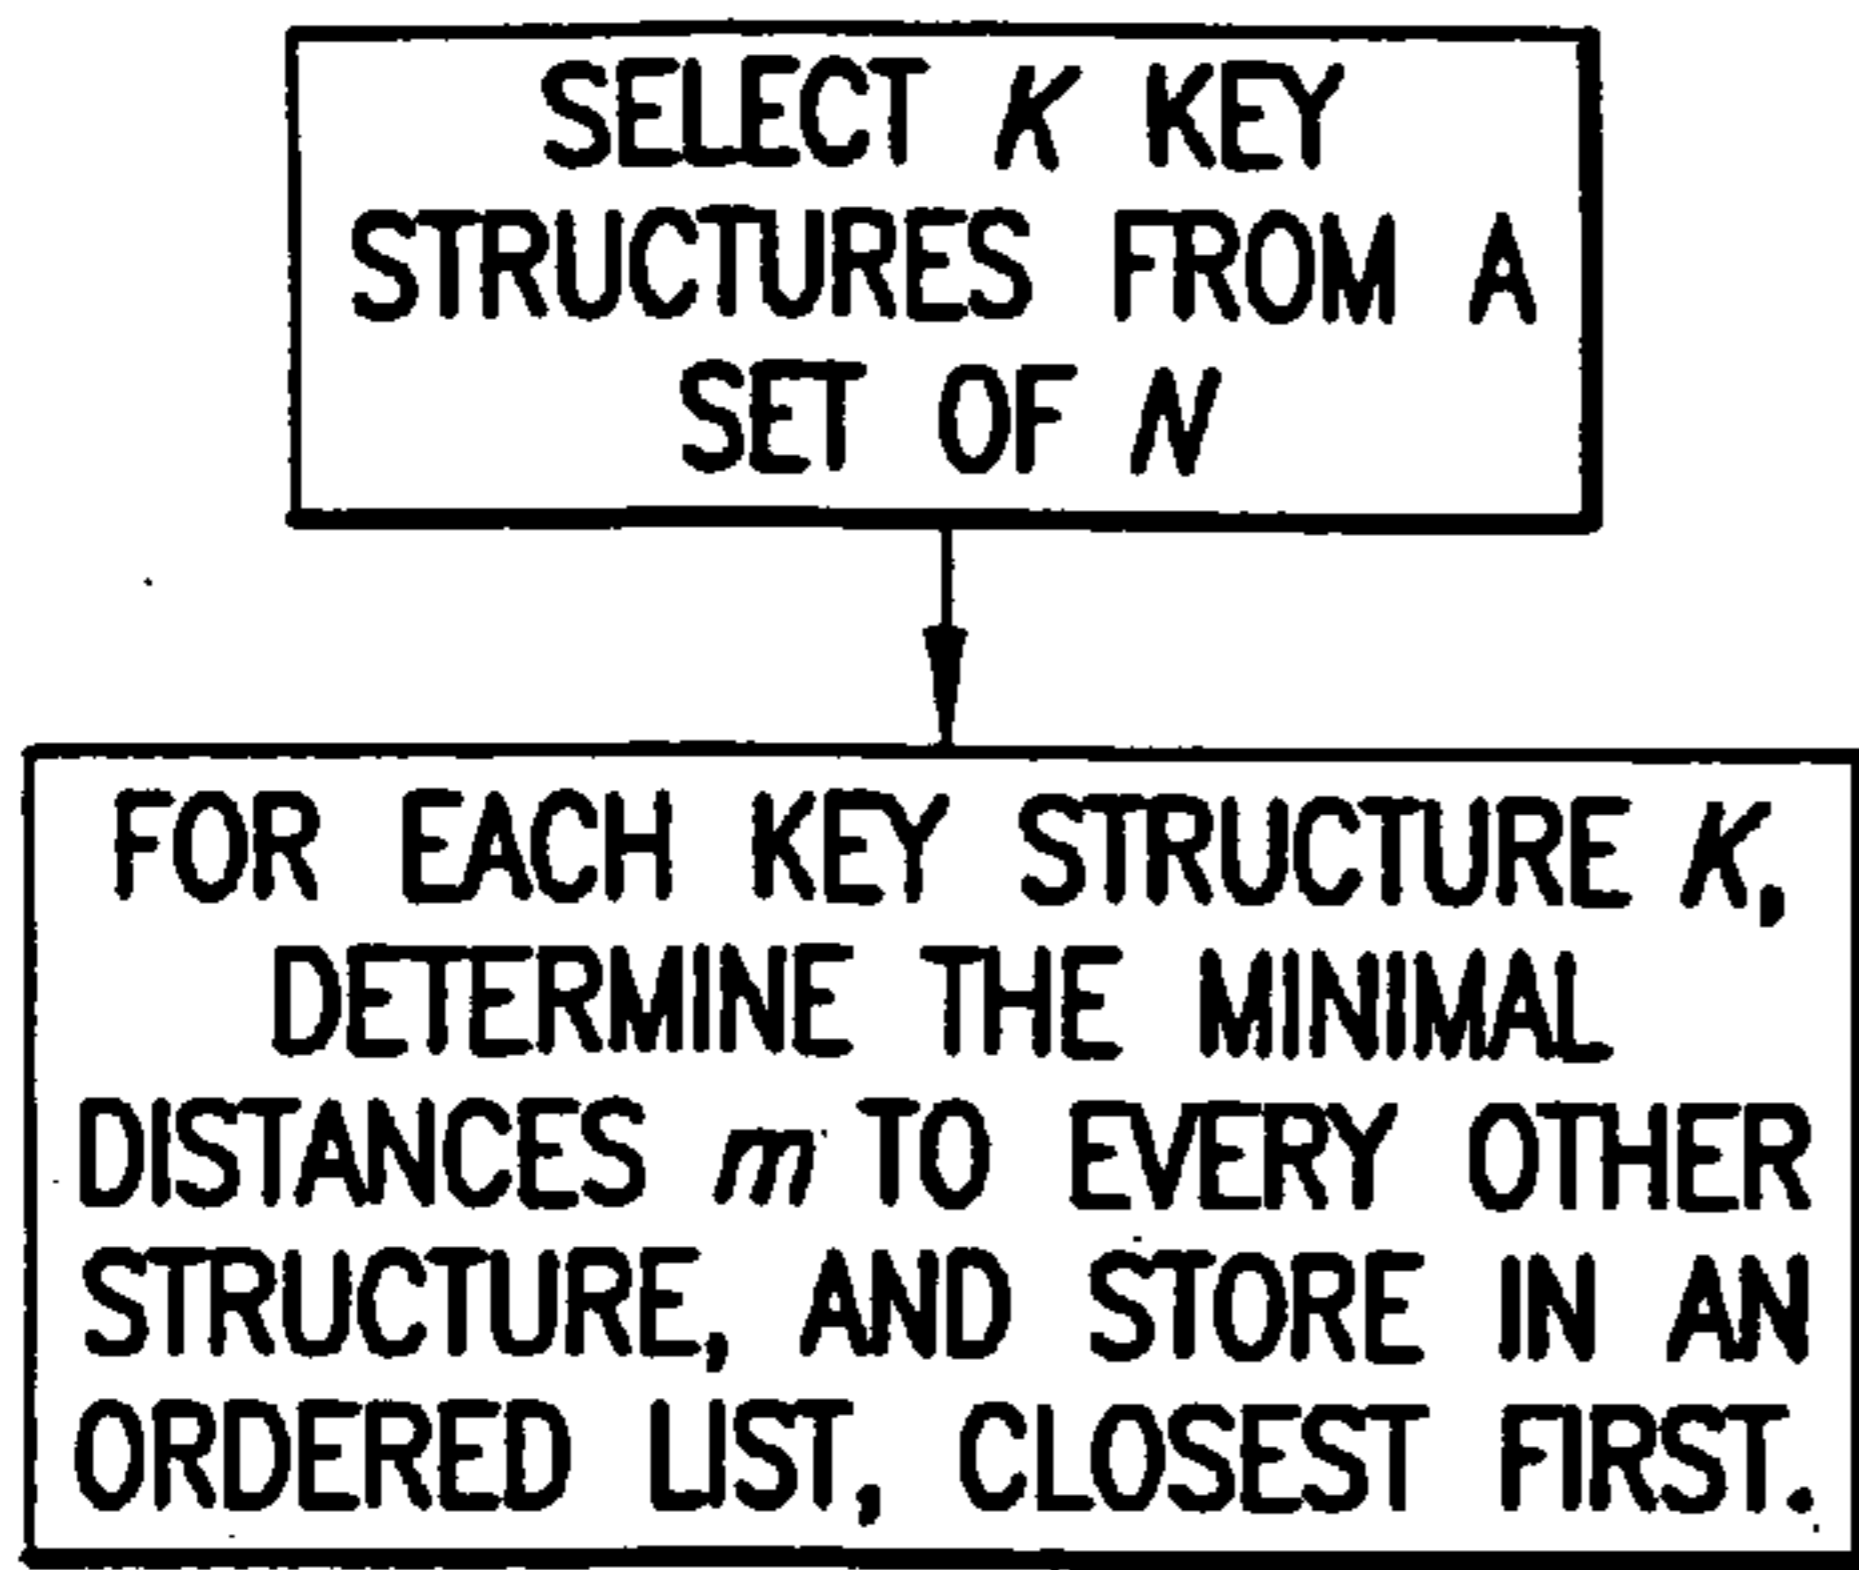 SELECT K KEY
STRUCTURES FROM A
SET OF N
FOR EACH KEY STRUCTURE K,
DETERMINE THE MINIMAL
DISTANCES m TO EVERY OTHER
STRUCTURE, AND STORE IN AN
ORDERED LIST, CLOSEST FIRST.